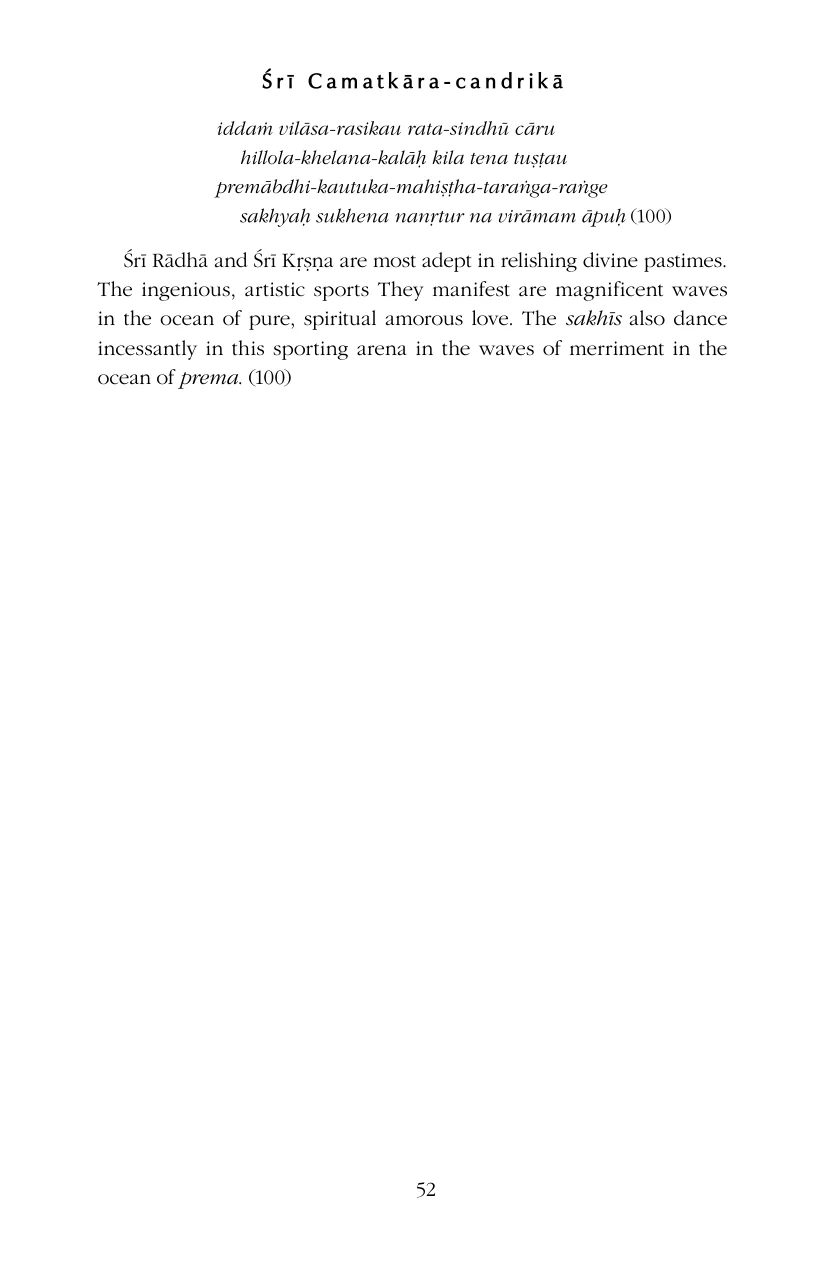 Śrī Camatkāra-candrikā
iddaṁ vilāsa-rasikau rata-sindhū cāru
hillola-khelana-kalāḥ kila tena tuṣṭau
premābdhi-kautuka-mahiṣṭha-taraṅga-raṅge
sakhyaḥ sukhena nanṛtur na virāmam āpuḥ (100)
Śrī Rādhā and Śrī Kṛṣṇa are most adept in relishing divine pastimes.
The ingenious, artistic sports They manifest are magnificent waves
in the ocean of pure, spiritual amorous love. The sakhīs also dance
incessantly in this sporting arena in the waves of merriment in the
ocean of prema. (100)
52